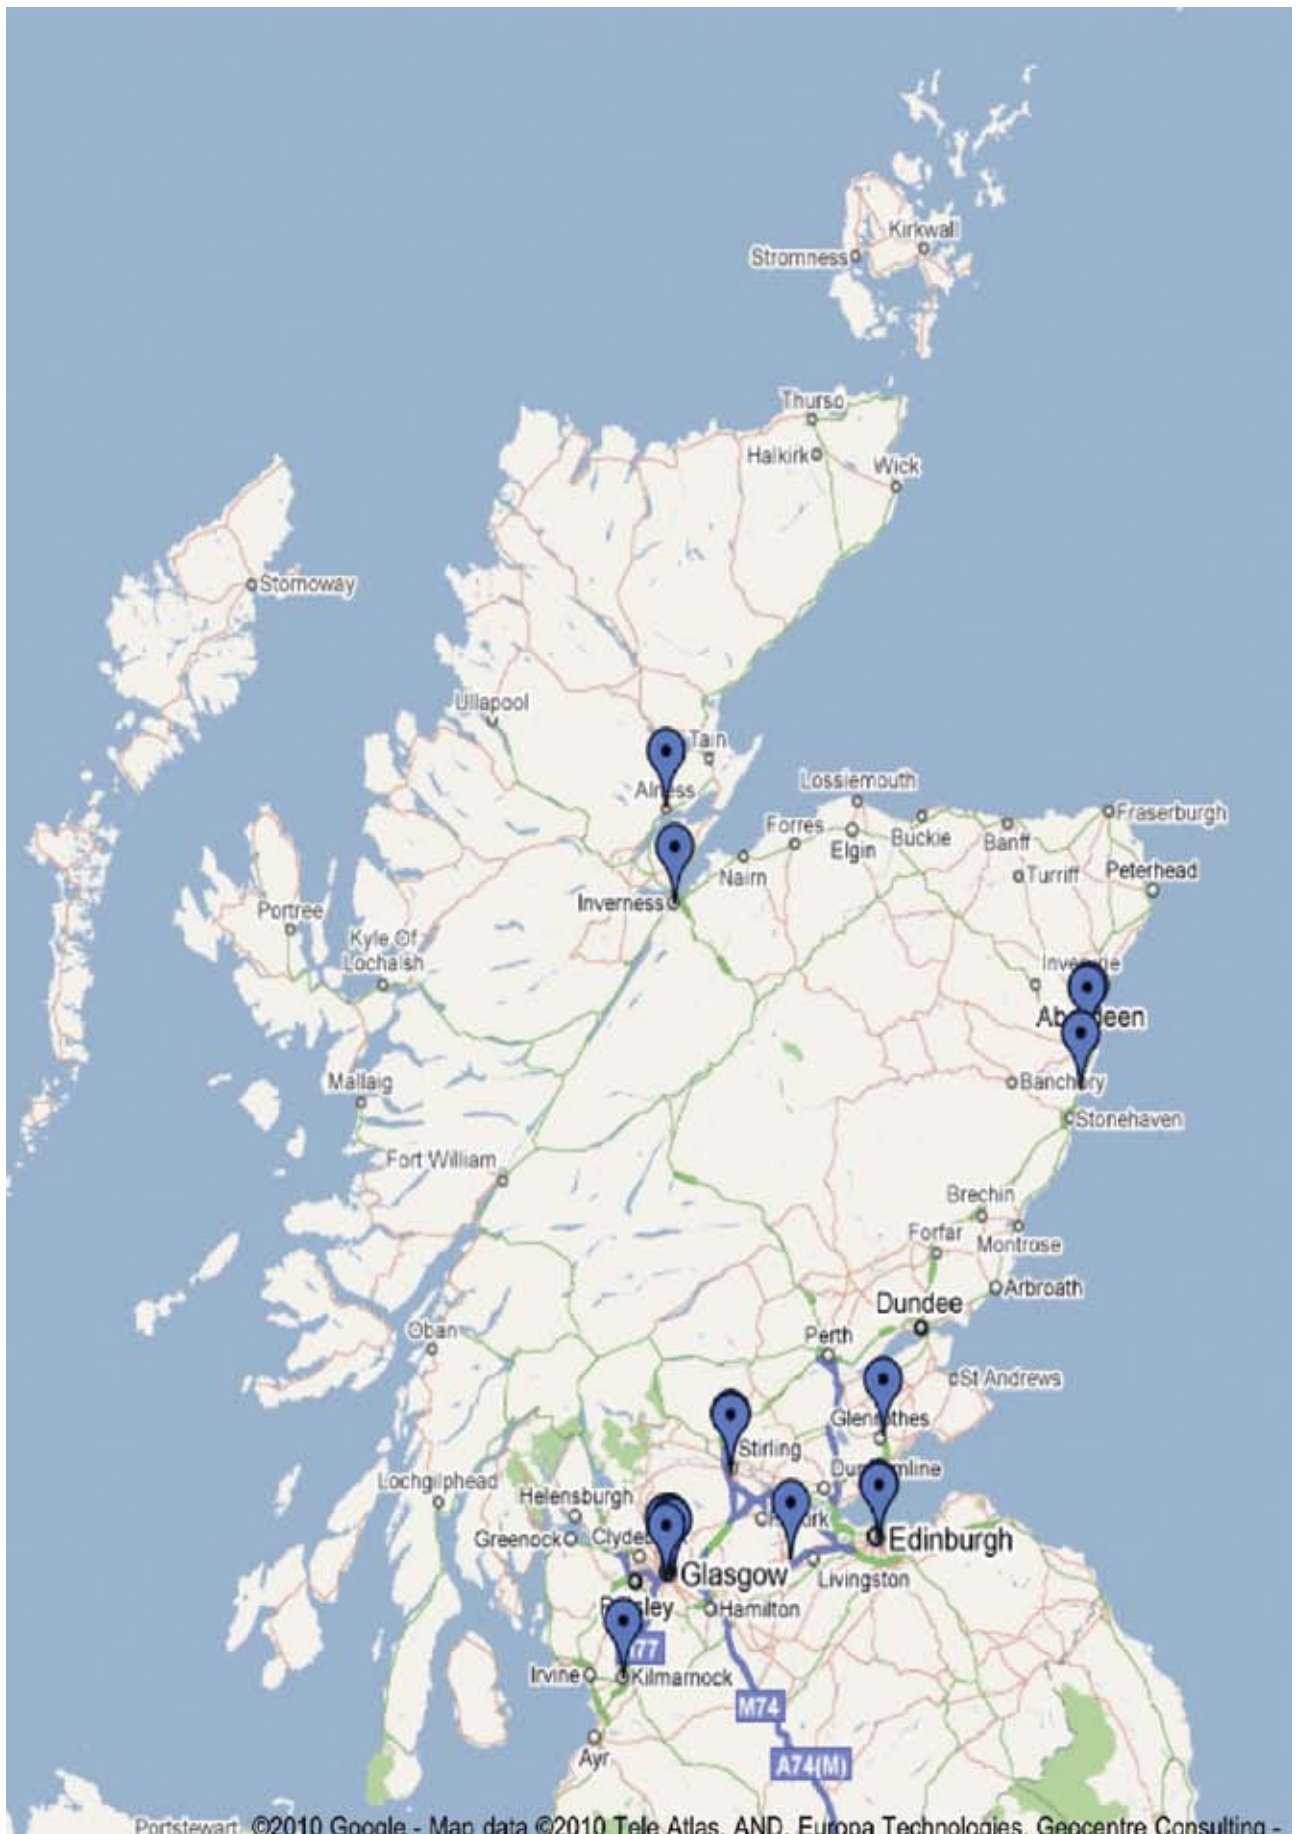 Kirkwall
Stromness
Thurso
Halkirk
Wick
Stornoway
Ullapool
Tain
Alness
Lossiemouth
Fraserburgh
Forres
Buckie
Banff
Elgin
Nairn
Turriff
Peterhead
Inverness
Portree
Kyle Of
Lochalsh
Aberdeen
Mallaig
Banchory
Stonehaven
Fort William
Brechin
Forfar
Montrose
Arbroath
Dundee
Oban
Perth
St Andrews
Glenrothes
Stirling
Lochgilphead
Helensburgh
Greenock
Edinburgh
Glasgow
Livingston
Hamilton
Irvine
Kilmarnock
M74
Ayr
A74(M)
Portstewart
©2010 Google - Map data ©2010 Tele Atlas, AND, Europa Technologies, Geocentre Consulting -